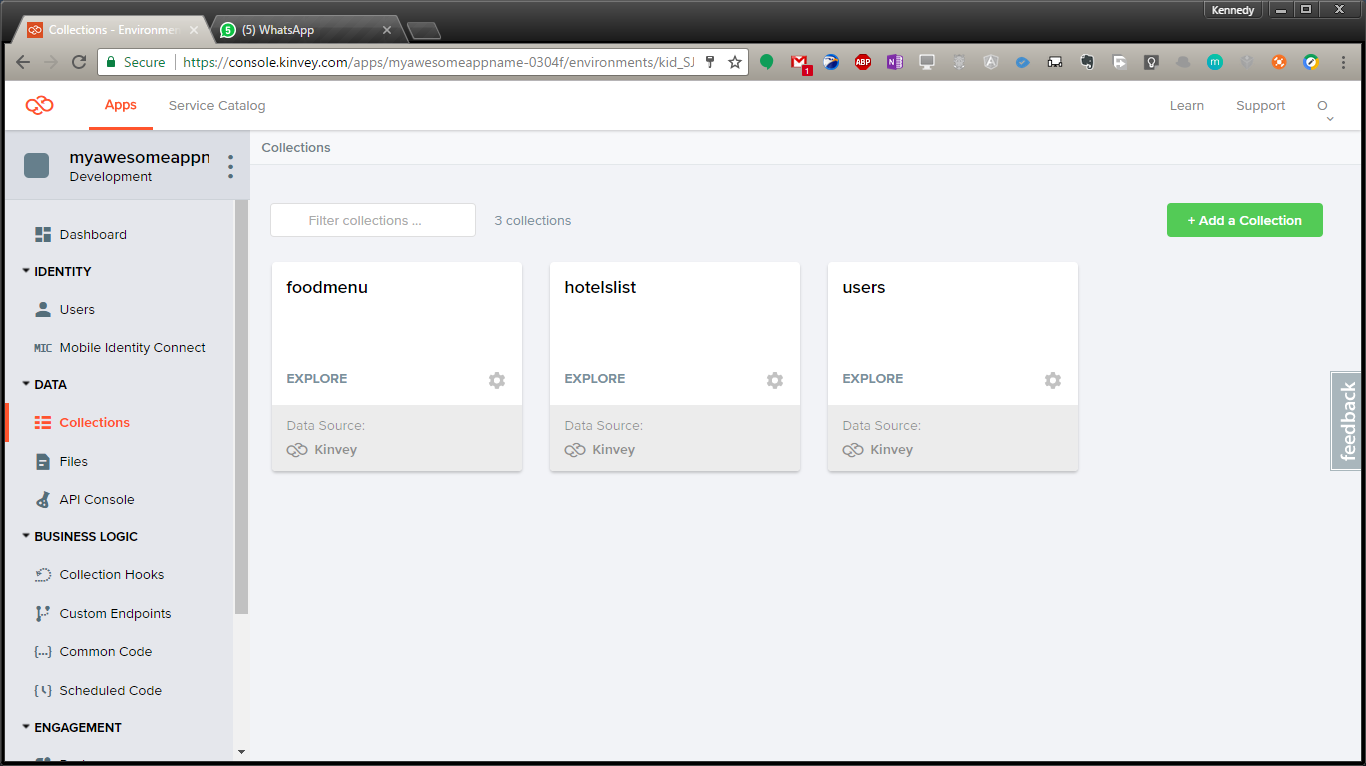 Kennedy
Collections - Environmen
(5) WhatsApp
Secure
https://console.kinvey.com/apps/myawesomeappname-0304f/environments/kid_SJ
ABP
1
m
Apps
Service Catalog
Learn
Support
O
myawesomeappn
Development
Collections
Filter collections ...
3 collections
+ Add a Collection
Dashboard
IDENTITY
Users
MIC Mobile Identity Connect
DATA
Collections
Files
API Console
BUSINESS LOGIC
Collection Hooks
Custom Endpoints
{...} Common Code
Scheduled Code
ENGAGEMENT
foodmenu
EXPLORE
Data Source:
Kinvey
hotelslist
EXPLORE
Data Source:
Kinvey
users
EXPLORE
Data Source:
Kinvey
feedback